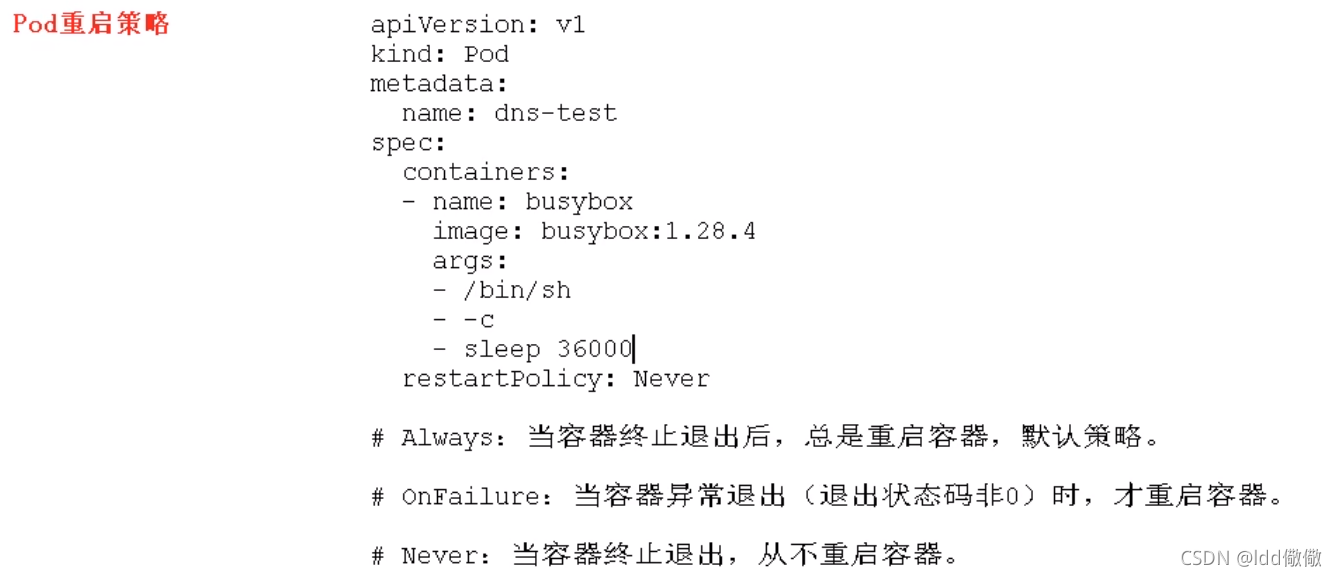 Pod重启策略
apiVersion: v1
kind: Pod
metadata:
  name: dns-test
spec:
  containers:
  - name: busybox
    image: busybox:1.28.4
    args:
    - /bin/sh
    - -c
    - sleep 36000
  restartPolicy: Never
# Always：当容器终止退出后，总是重启容器，默认策略。
# OnFailure：当容器异常退出（退出状态码非0）时，才重启容器。
# Never：当容器终止退出，从不重启容器。
CSDN @ldd儆儆